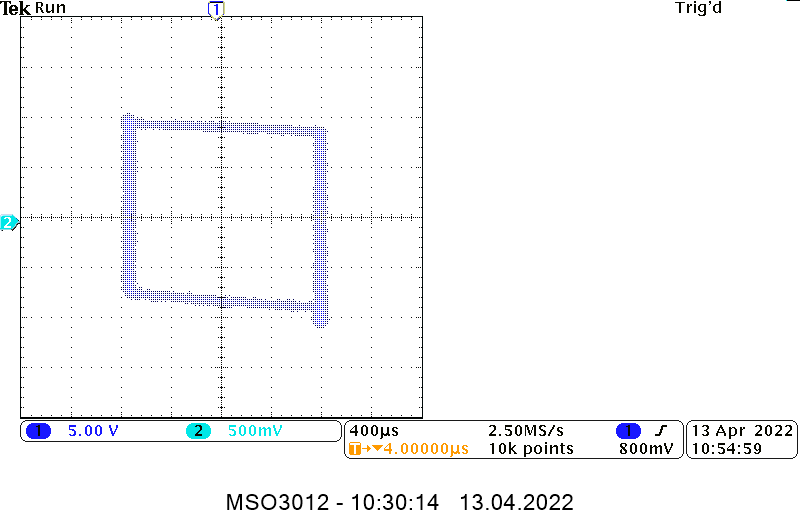 Tek Run
1
Trig'd
2
1 5.00 V 2 500mV
400µs 2.50MS/s 1 ∫
T→▾4.00000µs 10k points 800mV
13 Apr 2022
10:54:59
MSO3012 - 10:30:14 13.04.2022